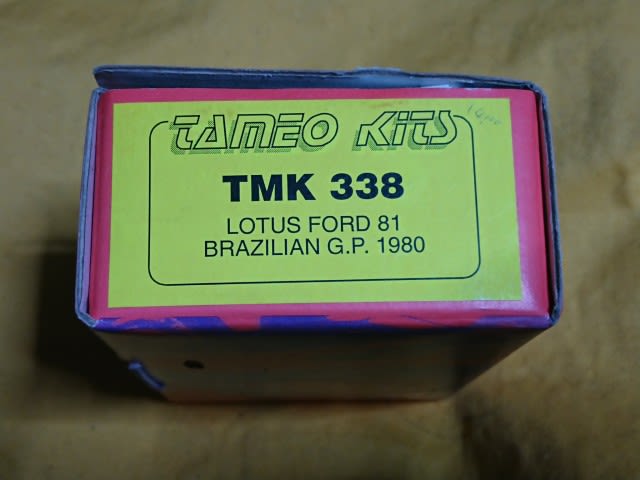 TAMEO KITS
TMK 338
LOTUS FORD 81
BRAZILIAN G.P. 1980